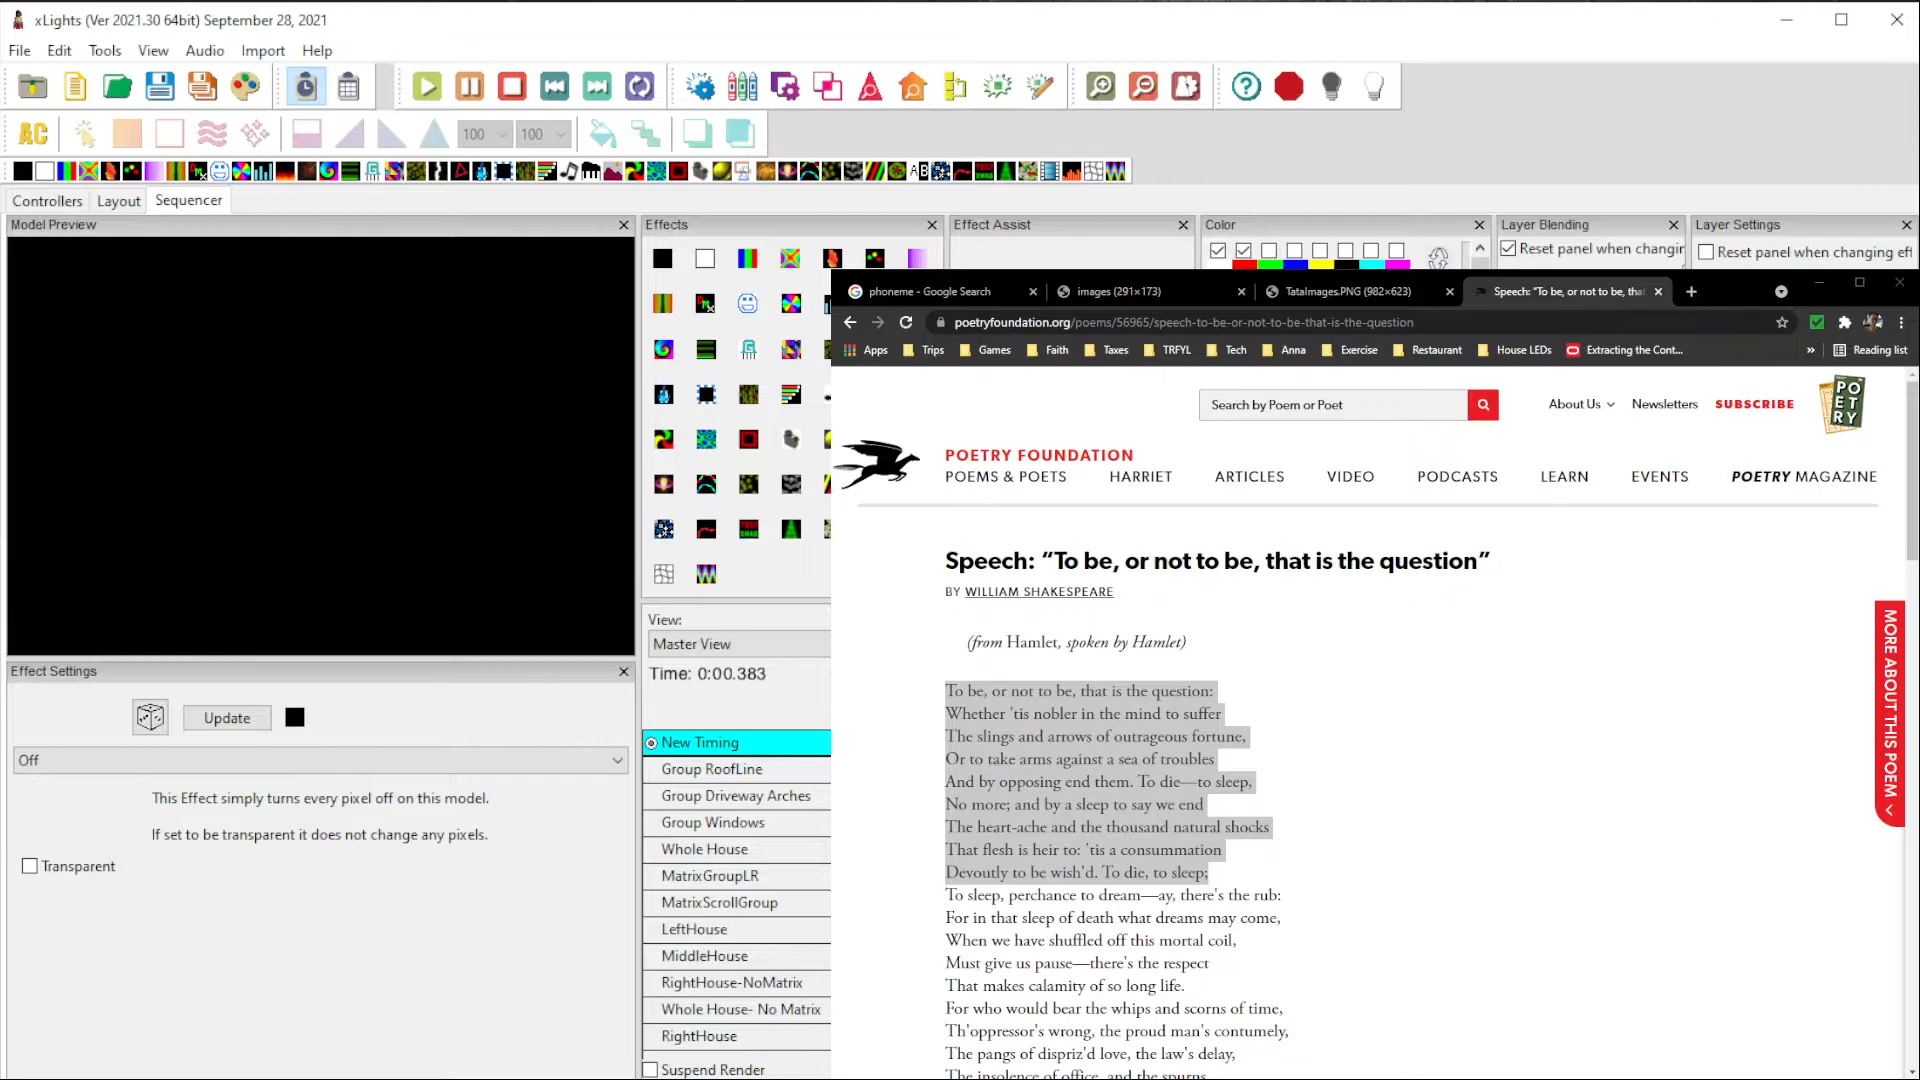 xLights (Ver 2021.30 64bit) September 28, 2021
File Edit Tools View Audio Import Help
AC 100 100
Controllers Layout Sequencer
Model Preview
Effects
Effect Assist
Color
Layer Blending
Layer Settings
Reset panel when changin
Reset panel when changing eff
phoneme - Google Search
images (291×173)
TataImages.PNG (982×623)
Speech: “To be, or not to be, that
poetryfoundation.org/poems/56965/speech-to-be-or-not-to-be-that-is-the-question
Apps Trips Games Faith Taxes TRFYL Tech Anna Exercise Restaurant House LEDs Extracting the Cont... » Reading list
Search by Poem or Poet
About Us Newsletters SUBSCRIBE
PO
ET
RY
POETRY FOUNDATION
POEMS & POETS HARRIET ARTICLES VIDEO PODCASTS LEARN EVENTS POETRY MAGAZINE
Speech: “To be, or not to be, that is the question”
BY WILLIAM SHAKESPEARE
(from Hamlet, spoken by Hamlet)
To be, or not to be, that is the question:
Whether 'tis nobler in the mind to suffer
The slings and arrows of outrageous fortune,
Or to take arms against a sea of troubles
And by opposing end them. To die—to sleep,
No more; and by a sleep to say we end
The heart-ache and the thousand natural shocks
That flesh is heir to: 'tis a consummation
Devoutly to be wish'd. To die, to sleep;
To sleep, perchance to dream—ay, there's the rub:
For in that sleep of death what dreams may come,
When we have shuffled off this mortal coil,
Must give us pause—there's the respect
That makes calamity of so long life.
For who would bear the whips and scorns of time,
Th'oppressor's wrong, the proud man's contumely,
The pangs of dispriz'd love, the law's delay,
The insolence of office, and the spurns
MORE ABOUT THIS POEM
View:
Master View
Time: 0:00.383
New Timing
Group RoofLine
Group Driveway Arches
Group Windows
Whole House
MatrixGroupLR
MatrixScrollGroup
LeftHouse
MiddleHouse
RightHouse-NoMatrix
Whole House- No Matrix
RightHouse
Suspend Render
Effect Settings
Update
Off
This Effect simply turns every pixel off on this model.
If set to be transparent it does not change any pixels.
Transparent